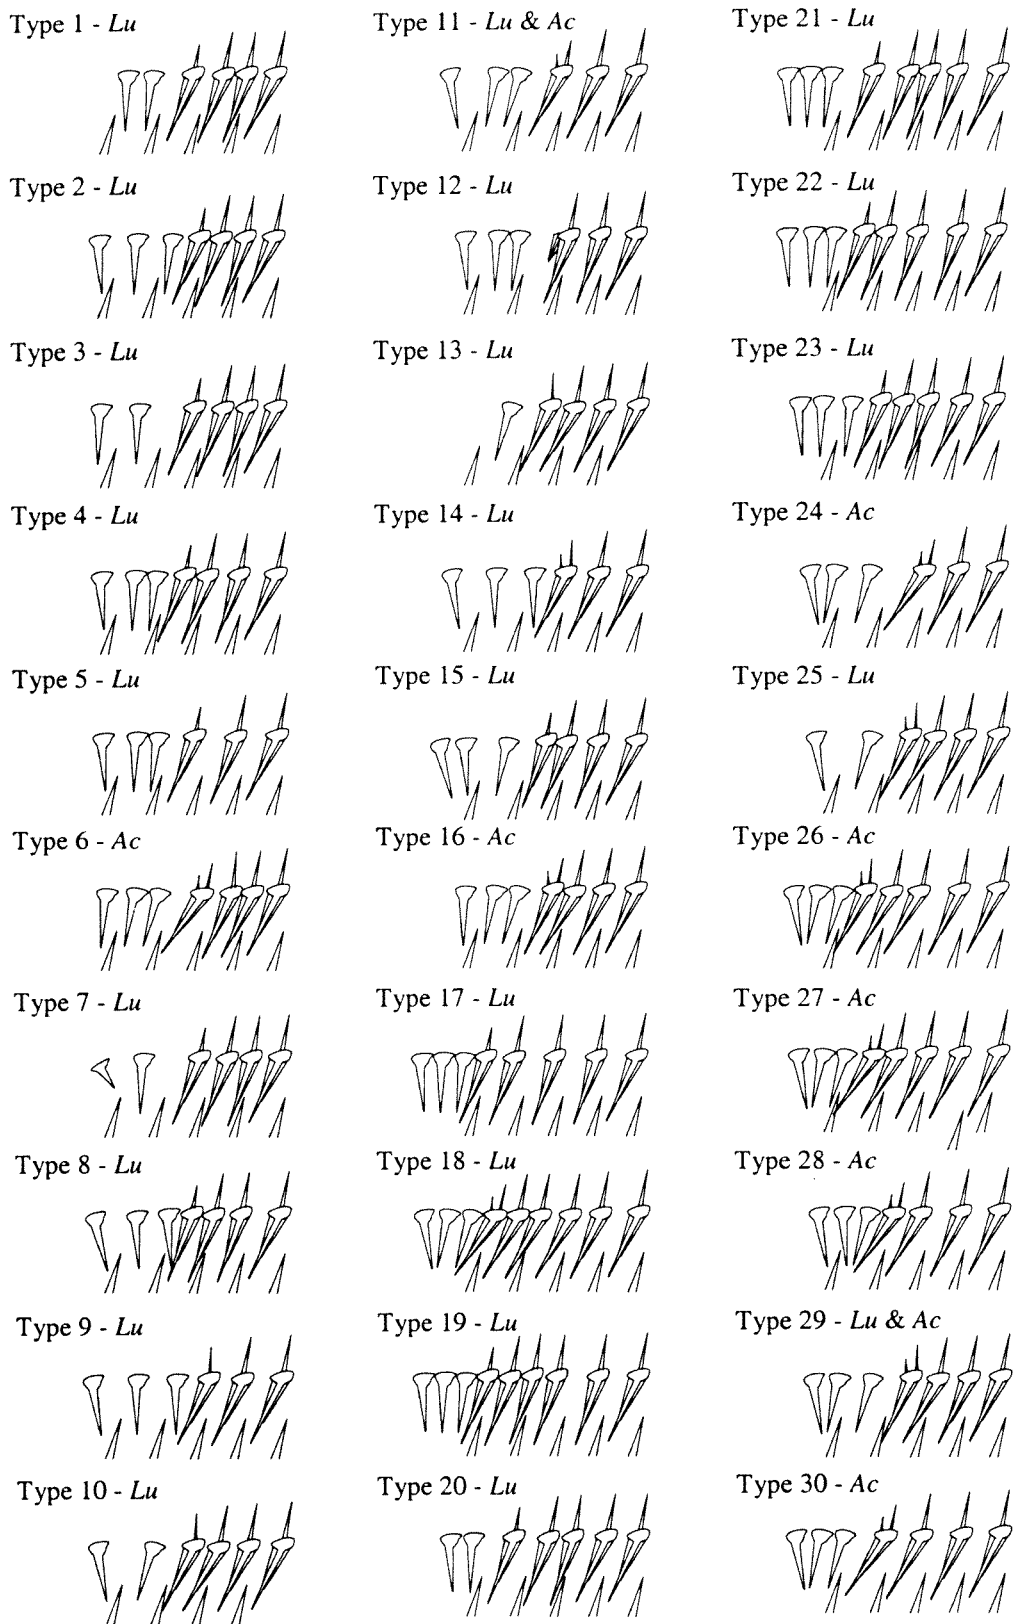 Type 1 - Lu
Type 2 - Lu
Type 3 - Lu
Type 4 - Lu
Type 5 - Lu
Type 6 - Ac
Type 7 - Lu
Type 8 - Lu
Type 9 - Lu
Type 10 - Lu
Type 11 - Lu & Ac
Type 12 - Lu
Type 13 - Lu
Type 14 - Lu
Type 15 - Lu
Type 16 - Ac
Type 17 - Lu
Type 18 - Lu
Type 19 - Lu
Type 20 - Lu
Type 21 - Lu
Type 22 - Lu
Type 23 - Lu
Type 24 - Ac
Type 25 - Lu
Type 26 - Ac
Type 27 - Ac
Type 28 - Ac
Type 29 - Lu & Ac
Type 30 - Ac